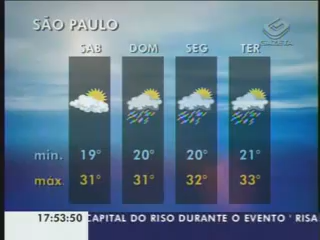 SÃO PAULO
SAB DOM SEG TER
mín. 19° 20° 20° 21°
máx. 31° 31° 32° 33°
17:53:50 CAPITAL DO RISO DURANTE O EVENTO ' RISA